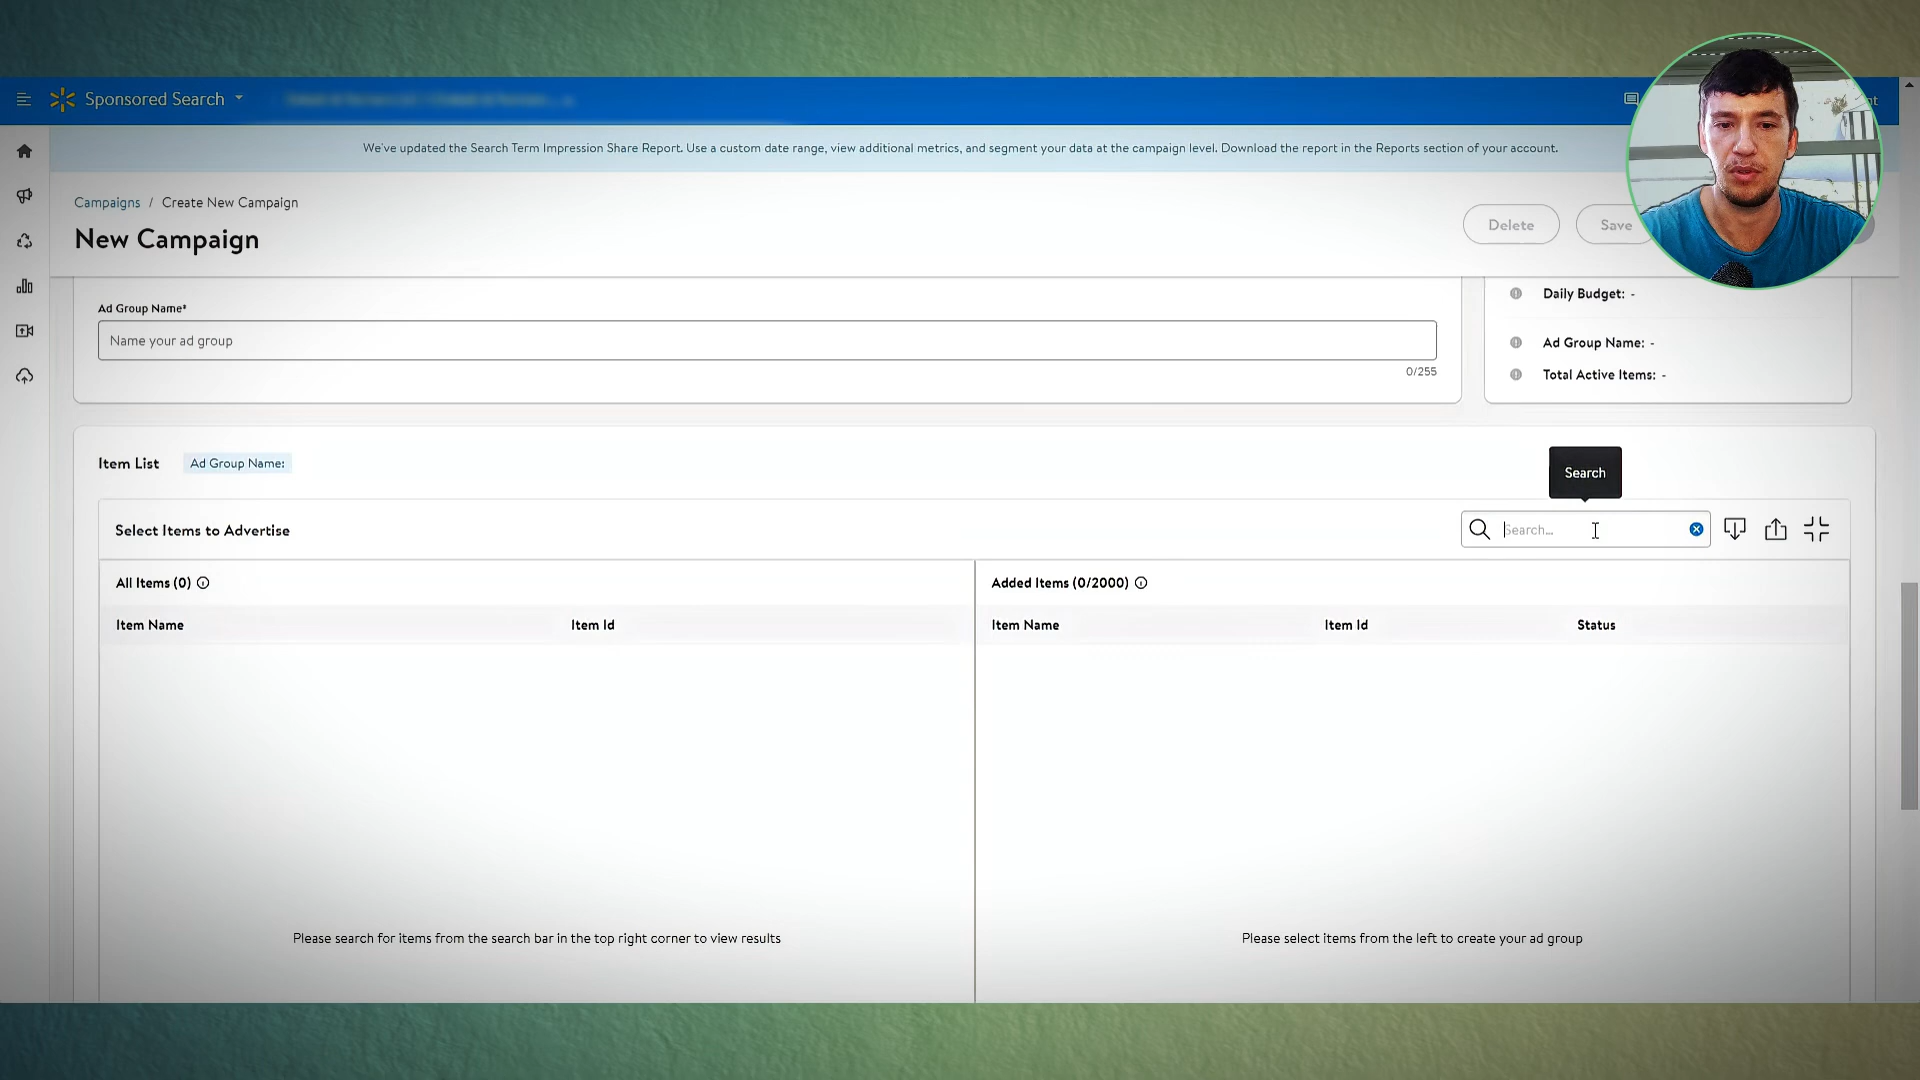 Sponsored Search
We've updated the Search Term Impression Share Report. Use a custom date range, view additional metrics, and segment your data at the campaign level. Download the report in the Reports section of your account.
Campaigns / Create New Campaign
New Campaign
Delete
Save
Ad Group Name*
Name your ad group
0/255
Daily Budget: -
Ad Group Name: -
Total Active Items: -
Item List
Ad Group Name:
Search
Select Items to Advertise
Search...
All Items (0)
Added Items (0/2000)
Item Name
Item Id
Item Name
Item Id
Status
Please search for items from the search bar in the top right corner to view results
Please select items from the left to create your ad group